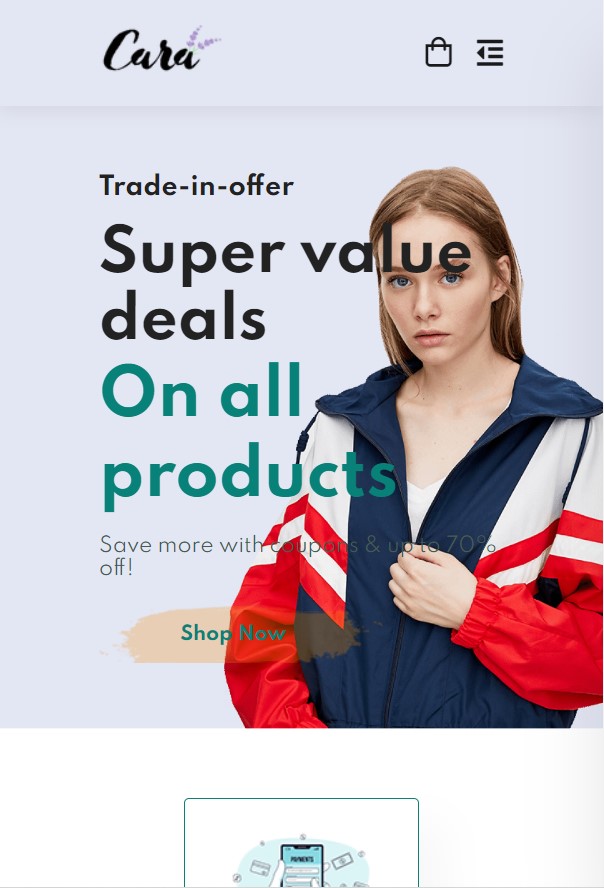 Cara
Trade-in-offer
Super value
deals
On all
products
Save more with coupons & up to 70%
off!
Shop Now
PAYMENTS